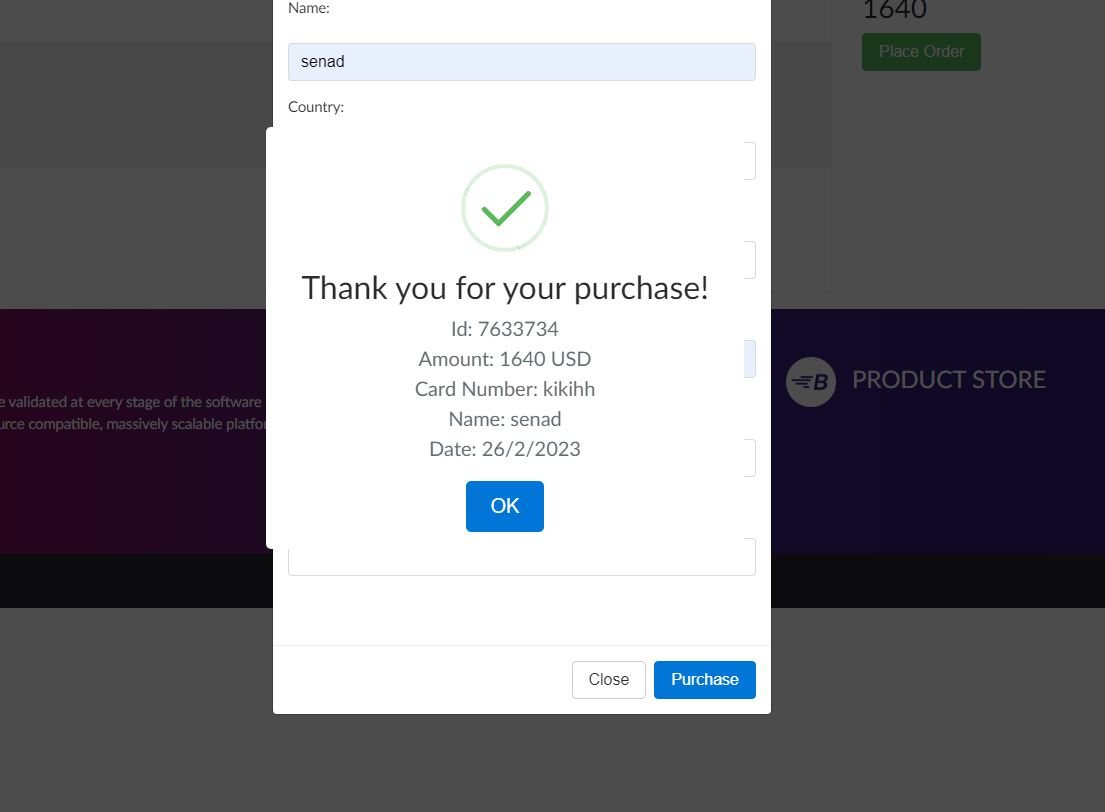 Name:
senad
Country:
1640
Place Order
Thank you for your purchase!
Id: 7633734
Amount: 1640 USD
Card Number: kikihh
Name: senad
Date: 26/2/2023
OK
e validated at every stage of the software
urce compatible, massively scalable platfor
B PRODUCT STORE
Close
Purchase